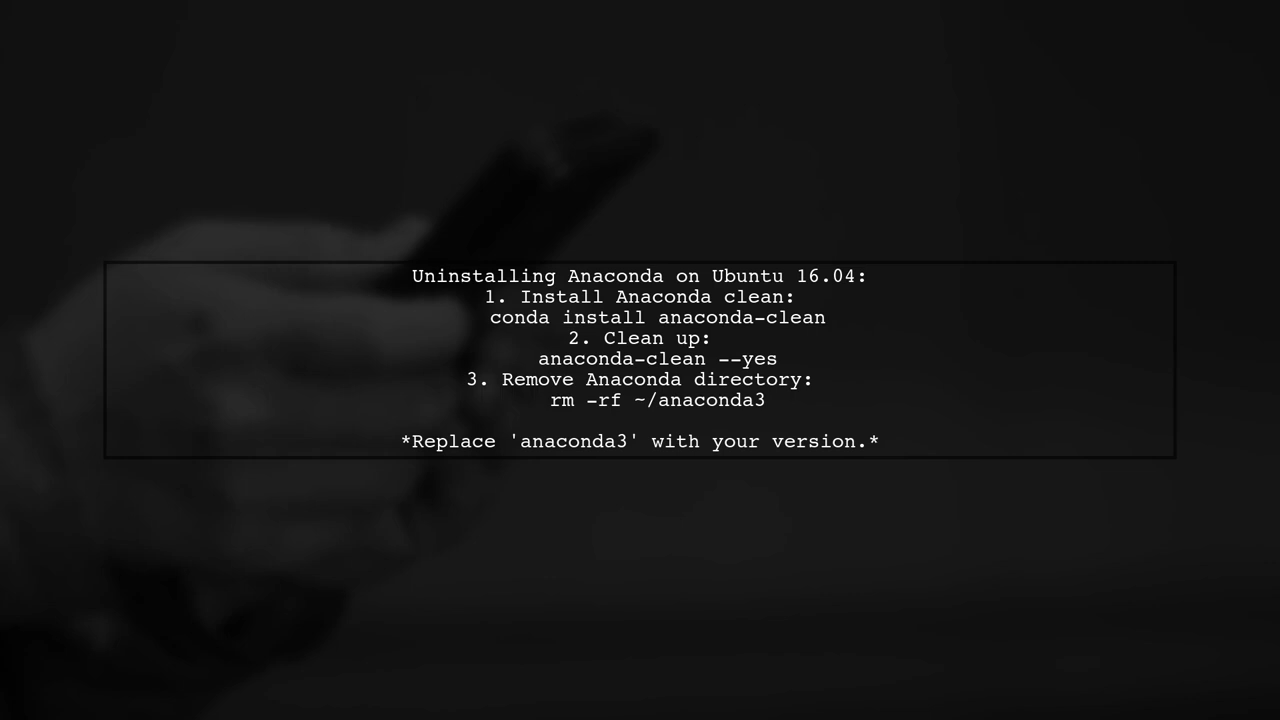 Uninstalling Anaconda on Ubuntu 16.04:
1. Install Anaconda clean:
conda install anaconda-clean
2. Clean up:
anaconda-clean --yes
3. Remove Anaconda directory:
rm -rf ~/anaconda3
*Replace 'anaconda3' with your version.*